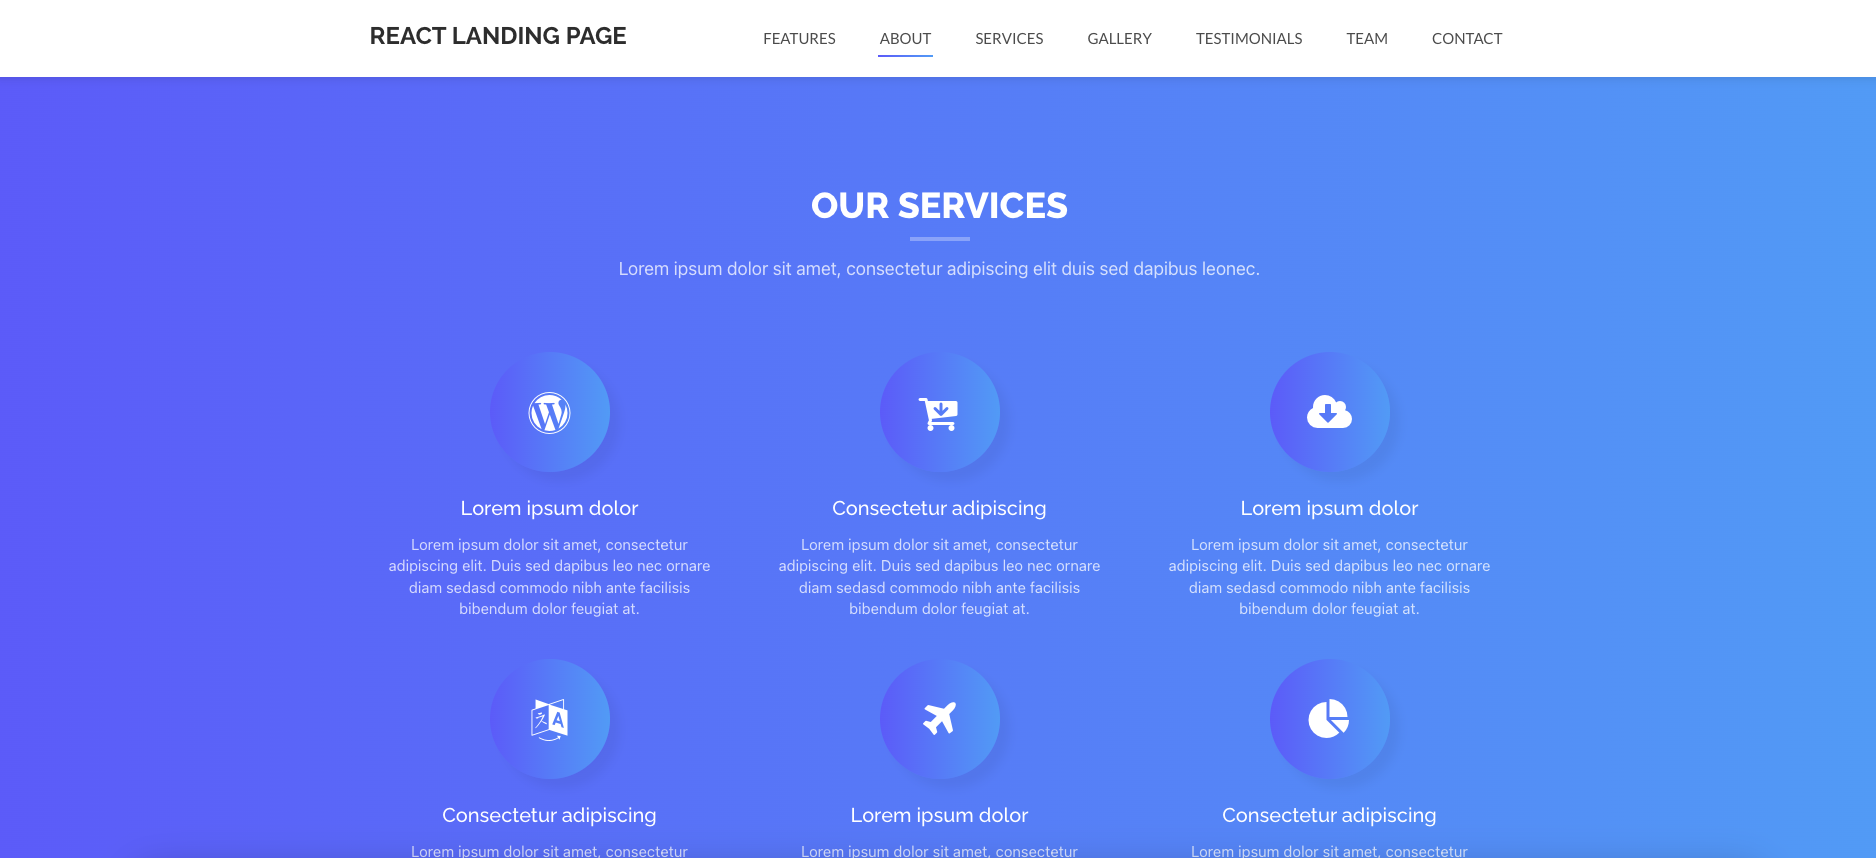 REACT LANDING PAGE
FEATURES ABOUT SERVICES GALLERY TESTIMONIALS TEAM CONTACT
OUR SERVICES
Lorem ipsum dolor sit amet, consectetur adipiscing elit duis sed dapibus leonec.
Lorem ipsum dolor
Lorem ipsum dolor sit amet, consectetur
adipiscing elit. Duis sed dapibus leo nec ornare
diam sedasd commodo nibh ante facilisis
bibendum dolor feugiat at.
Consectetur adipiscing
Lorem ipsum dolor sit amet, consectetur
adipiscing elit. Duis sed dapibus leo nec ornare
diam sedasd commodo nibh ante facilisis
bibendum dolor feugiat at.
Lorem ipsum dolor
Lorem ipsum dolor sit amet, consectetur
adipiscing elit. Duis sed dapibus leo nec ornare
diam sedasd commodo nibh ante facilisis
bibendum dolor feugiat at.
Consectetur adipiscing
Lorem ipsum dolor sit amet, consectetur
Lorem ipsum dolor
Lorem ipsum dolor sit amet, consectetur
Consectetur adipiscing
Lorem ipsum dolor sit amet, consectetur